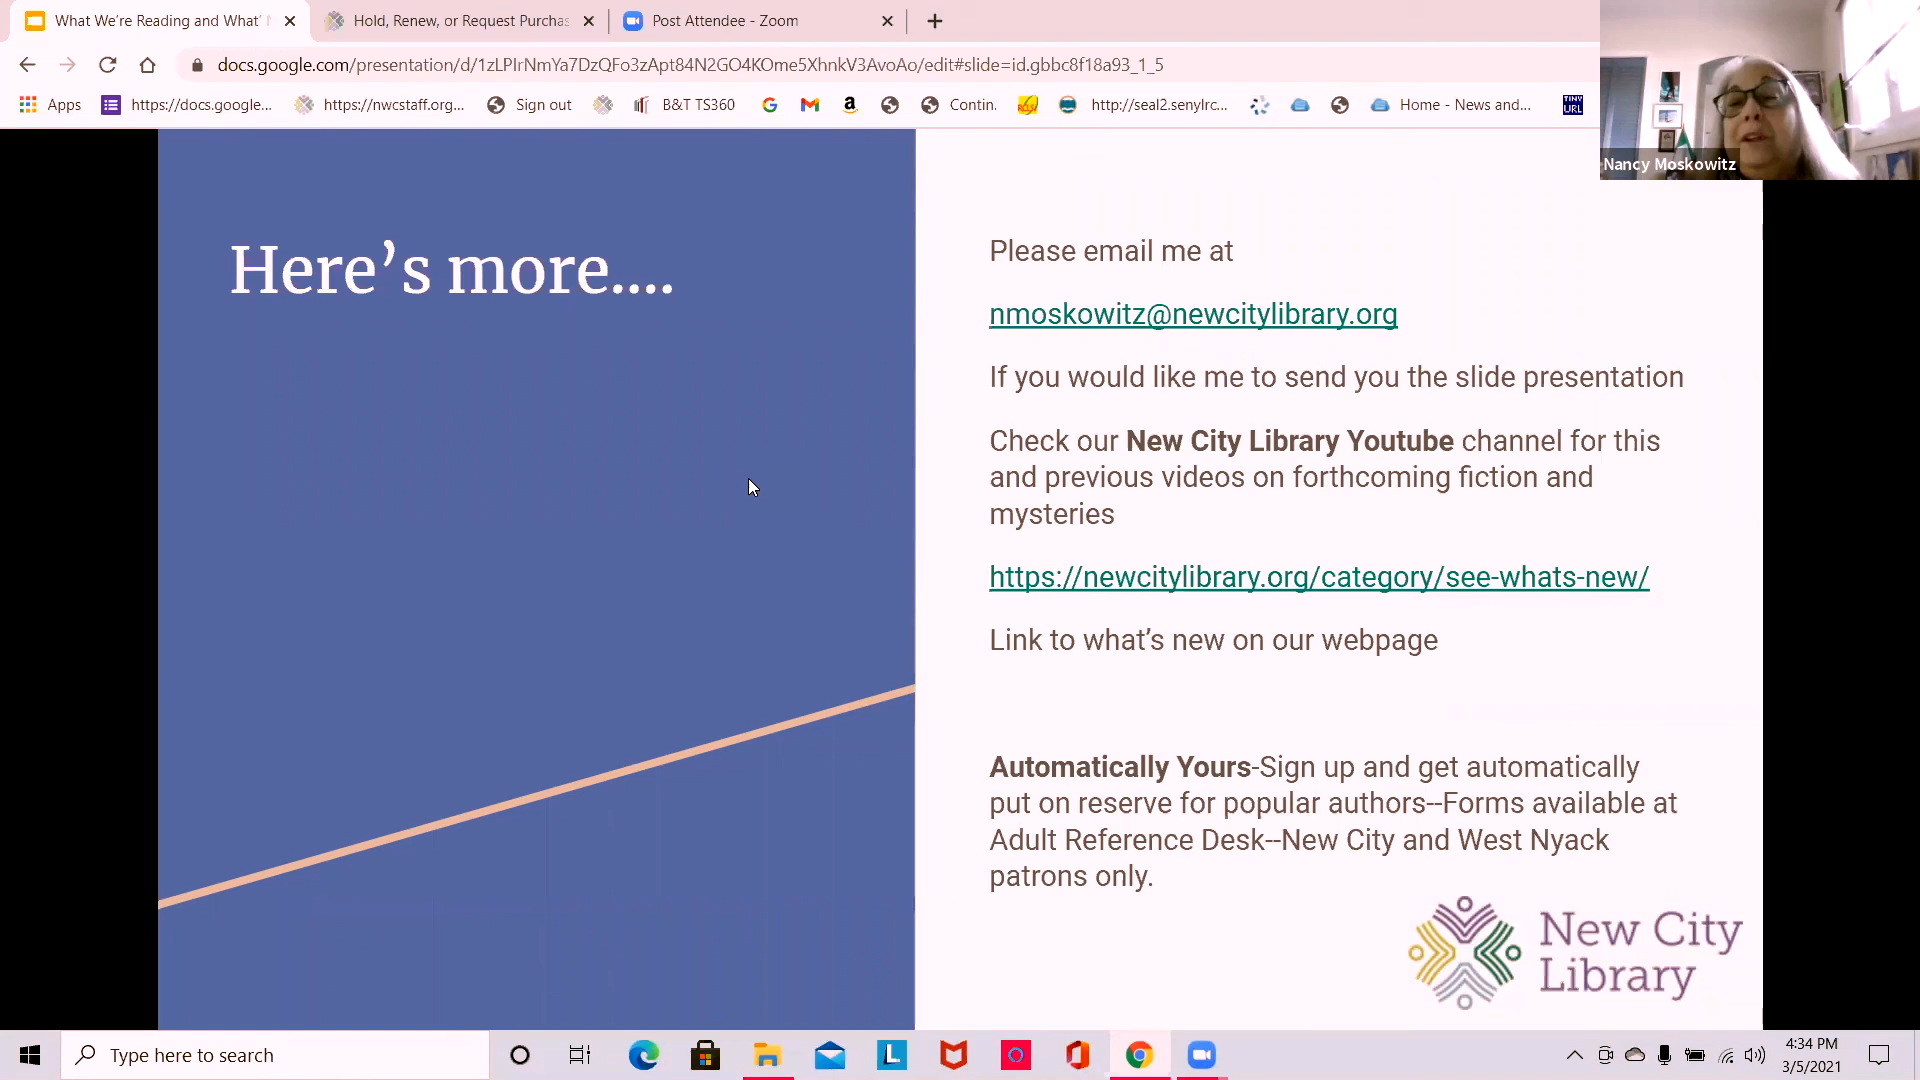 What We're Reading and What'
Hold, Renew, or Request Purchas
Post Attendee - Zoom
docs.google.com/presentation/d/1zLPIrNmYa7DzQFo3zApt84N2GO4KOme5XhnkV3AvoAo/edit#slide=id.gbbc8f18a93_1_5
Apps
https://docs.google...
https://nwcstaff.org...
Sign out
B&T TS360
Contin.
http://seal2.senylrc...
Home - News and...
TINY
URL
Nancy Moskowitz
Here's more....
Please email me at
nmoskowitz@newcitylibrary.org
If you would like me to send you the slide presentation
Check our New City Library Youtube channel for this
and previous videos on forthcoming fiction and
mysteries
https://newcitylibrary.org/category/see-whats-new/
Link to what's new on our webpage
Automatically Yours-Sign up and get automatically
put on reserve for popular authors--Forms available at
Adult Reference Desk--New City and West Nyack
patrons only.
New City
Library
Type here to search
4:34 PM
3/5/2021